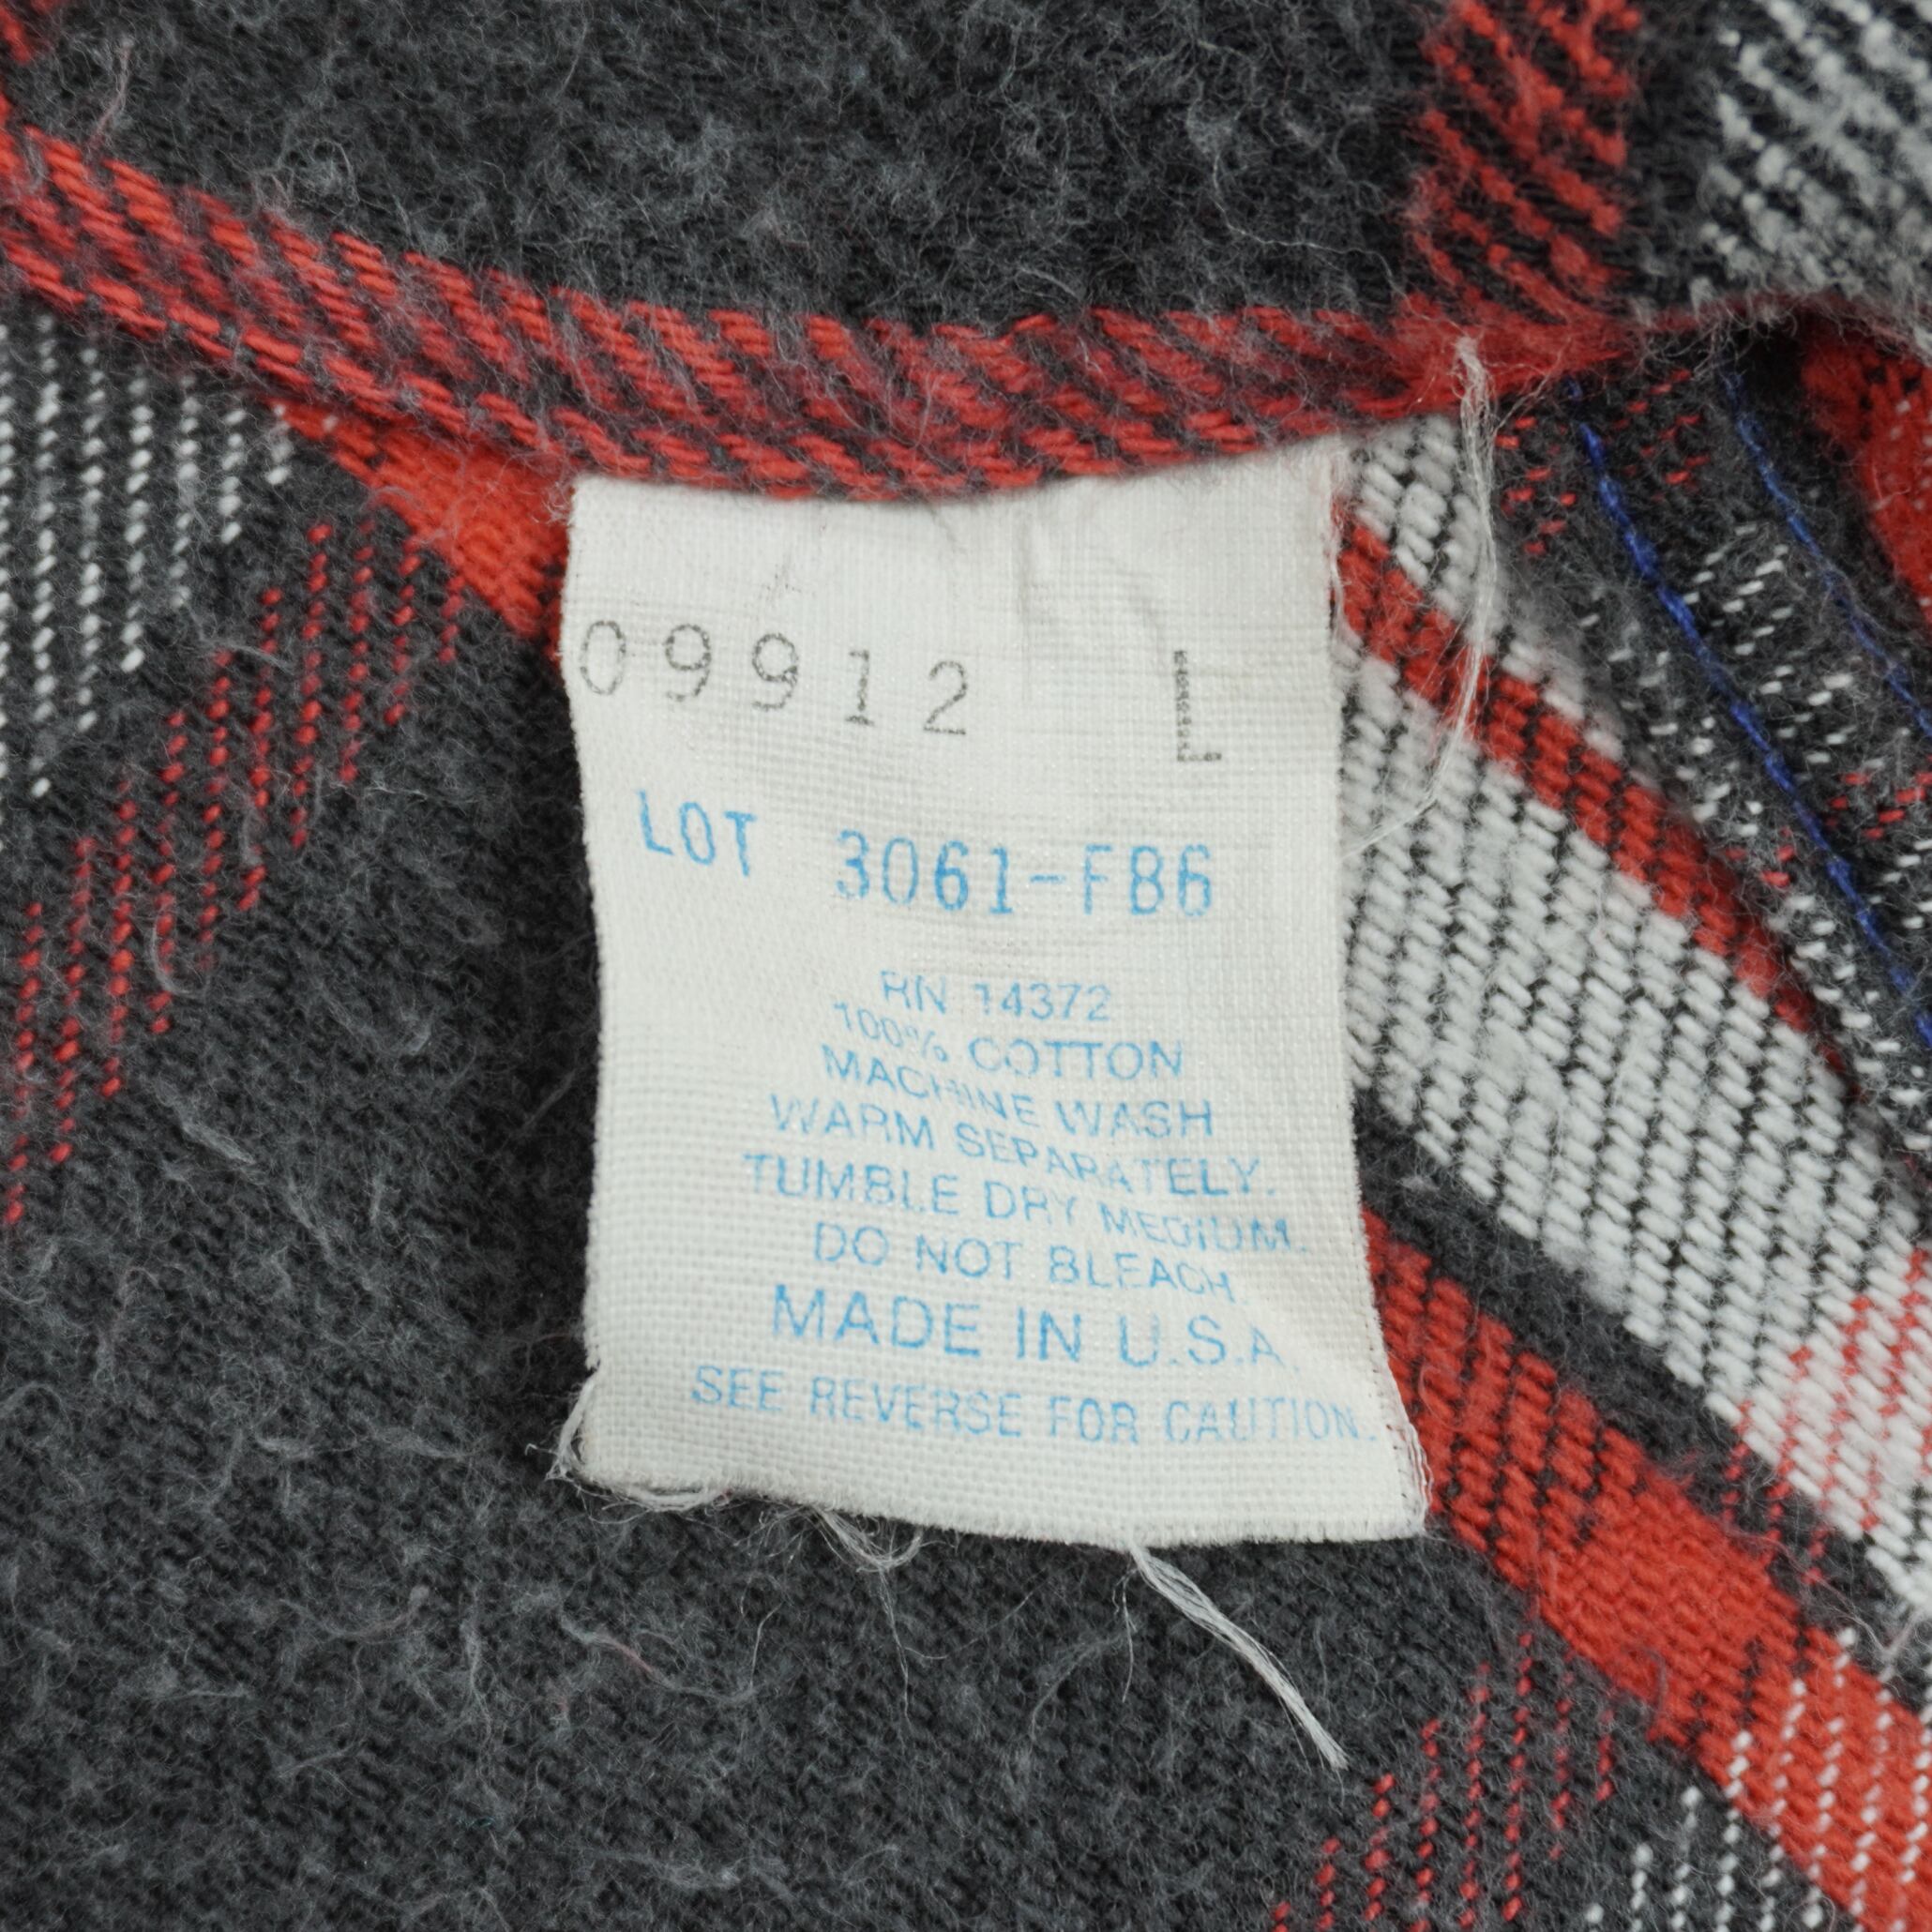 09912 L
LOT 3061-FB6
RN 14372
100% COTTON
MACHINE WASH
WARM SEPARATELY.
TUMBLE DRY MEDIUM.
DO NOT BLEACH
MADE IN U.S.A.
SEE REVERSE FOR CAUTION.